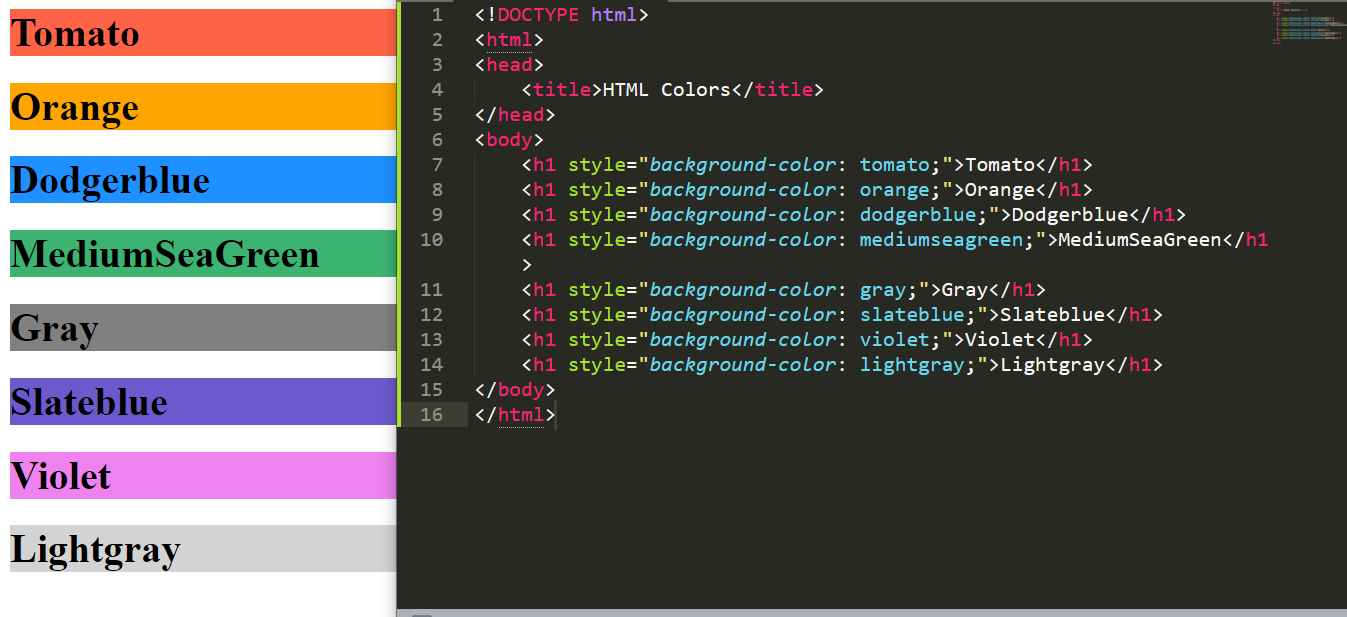 Tomato
Orange
Dodgerblue
MediumSeaGreen
Gray
Slateblue
Violet
Lightgray
1 <!DOCTYPE html>
2 <html>
3 <head>
4 <title>HTML Colors</title>
5 </head>
6 <body>
7 <h1 style="background-color: tomato;">Tomato</h1>
8 <h1 style="background-color: orange;">Orange</h1>
9 <h1 style="background-color: dodgerblue;">Dodgerblue</h1>
10 <h1 style="background-color: mediumseagreen;">MediumSeaGreen</h1
>
11 <h1 style="background-color: gray;">Gray</h1>
12 <h1 style="background-color: slateblue;">Slateblue</h1>
13 <h1 style="background-color: violet;">Violet</h1>
14 <h1 style="background-color: lightgray;">Lightgray</h1>
15 </body>
16 </html>